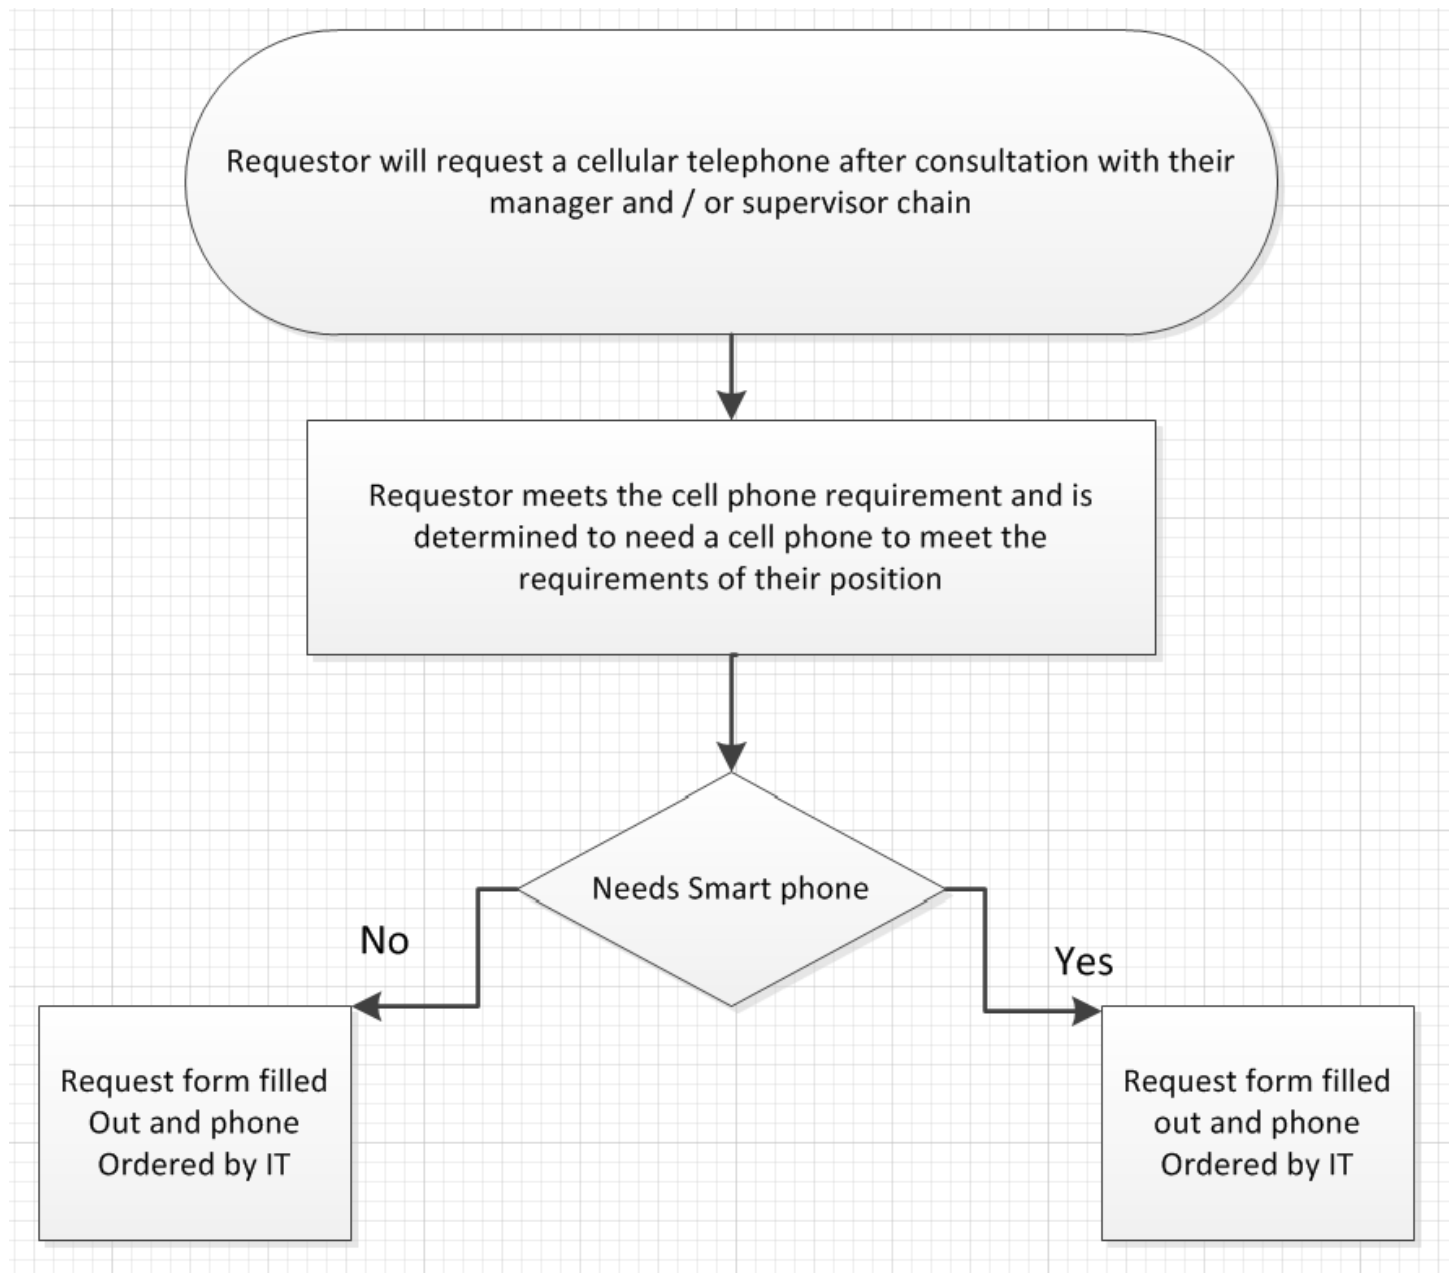 Requestor will request a cellular telephone after consultation with their
manager and / or supervisor chain
Requestor meets the cell phone requirement and is
determined to need a cell phone to meet the
requirements of their position
Needs Smart phone
No
Yes
Request form filled
Out and phone
Ordered by IT
Request form filled
out and phone
Ordered by IT